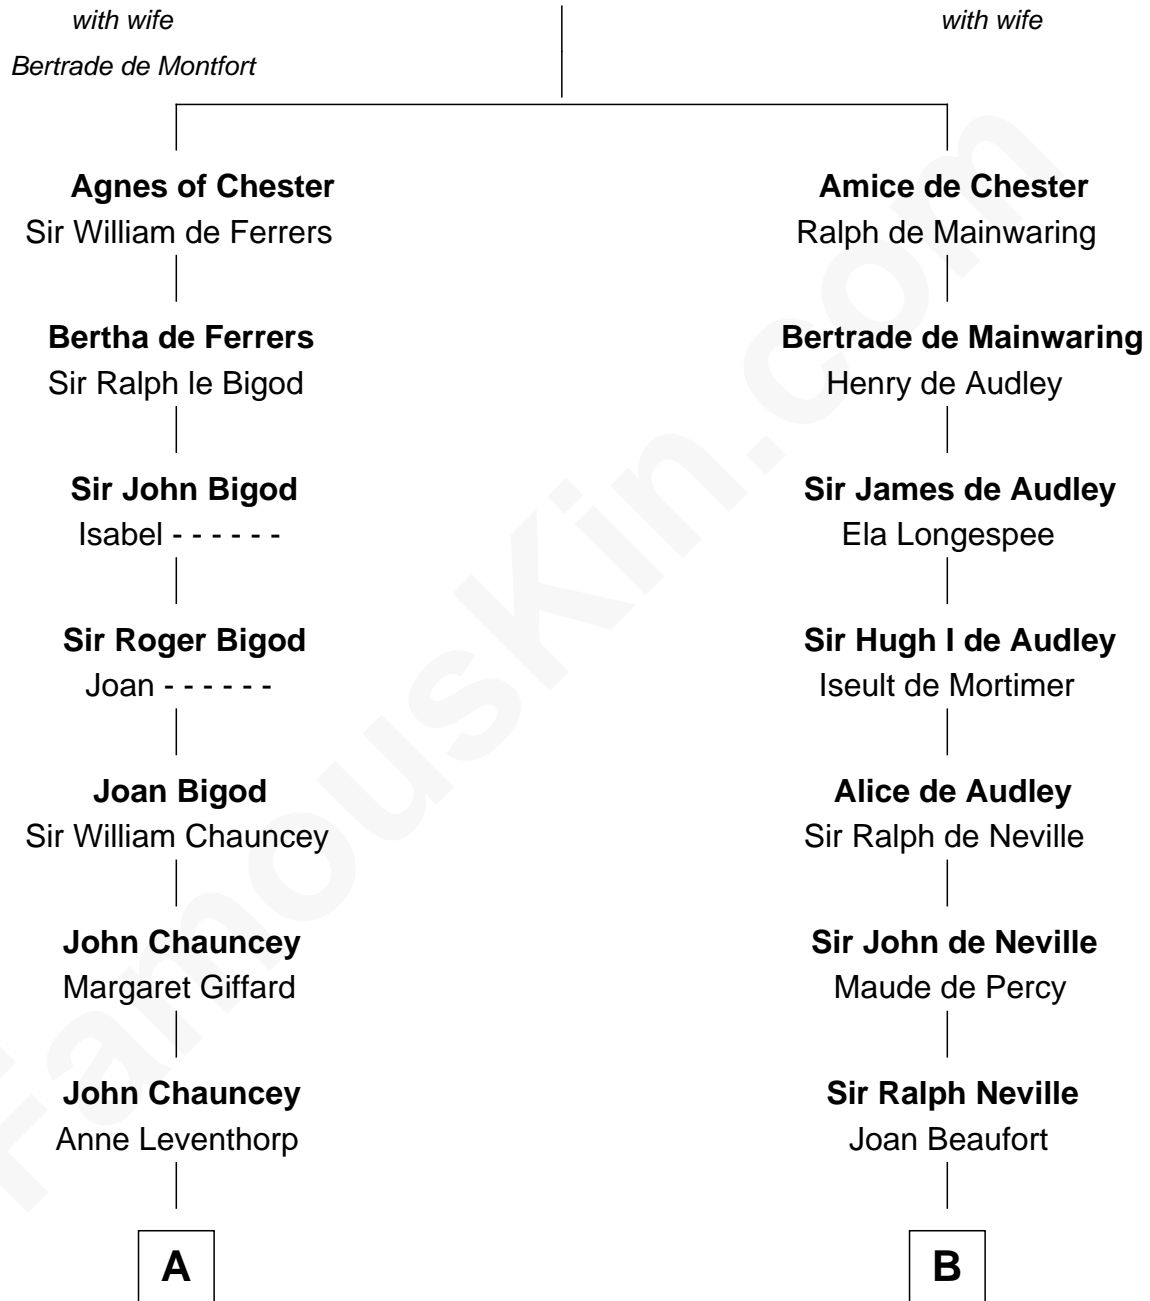 with wife
with wife
Bertrade de Montfort
Agnes of Chester
Amice de Chester
Sir William de Ferrers
Ralph de Mainwaring
Bertha de Ferrers
Bertrade de Mainwaring
Sir Ralph le Bigod
Henry de Audley
Sir John Bigod
Sir James de Audley
Isabel - - - - - -
Ela Longespee
Sir Roger Bigod
Sir Hugh I de Audley
Joan - - - - - -
Iseult de Mortimer
Joan Bigod
Alice de Audley
Sir William Chauncey
Sir Ralph de Neville
John Chauncey
Sir John de Neville
Margaret Giffard
Maude de Percy
John Chauncey
Sir Ralph Neville
Anne Leventhorp
Joan Beaufort
A
B
FamousKin.com